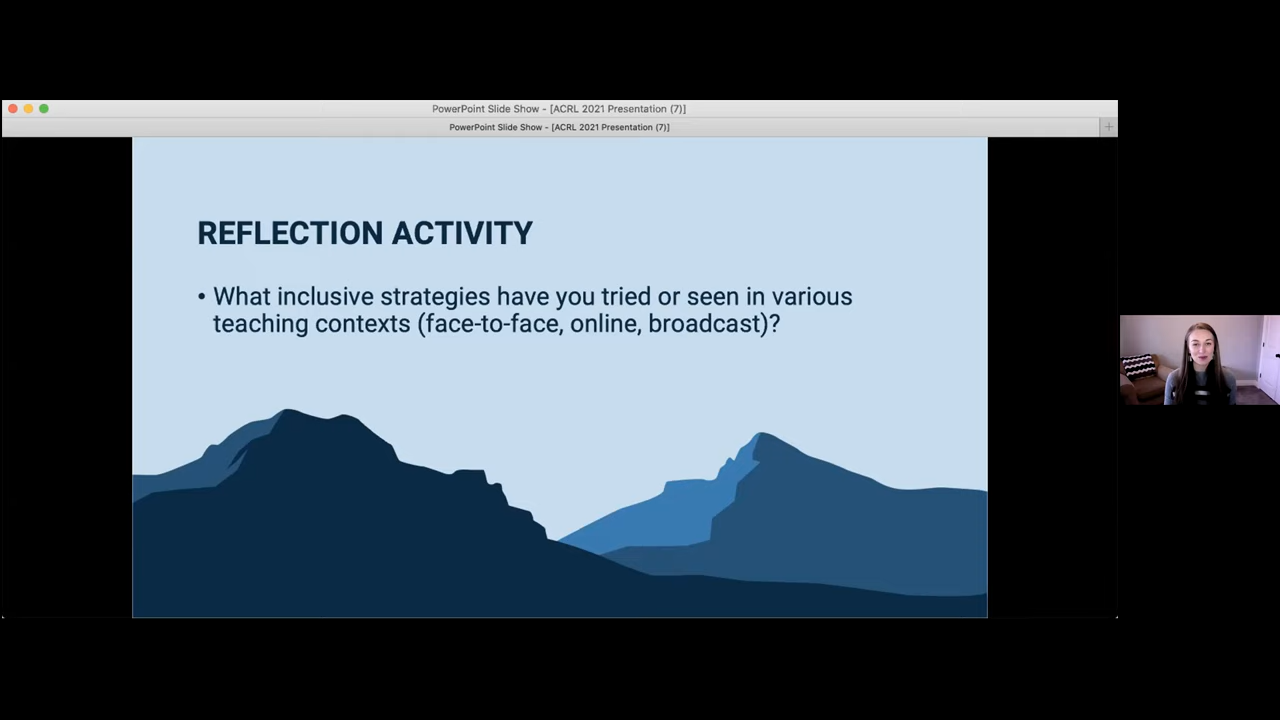 PowerPoint Slide Show - [ACRL 2021 Presentation (7)]
PowerPoint Slide Show - [ACRL 2021 Presentation (7)]
REFLECTION ACTIVITY
• What inclusive strategies have you tried or seen in various
teaching contexts (face-to-face, online, broadcast)?